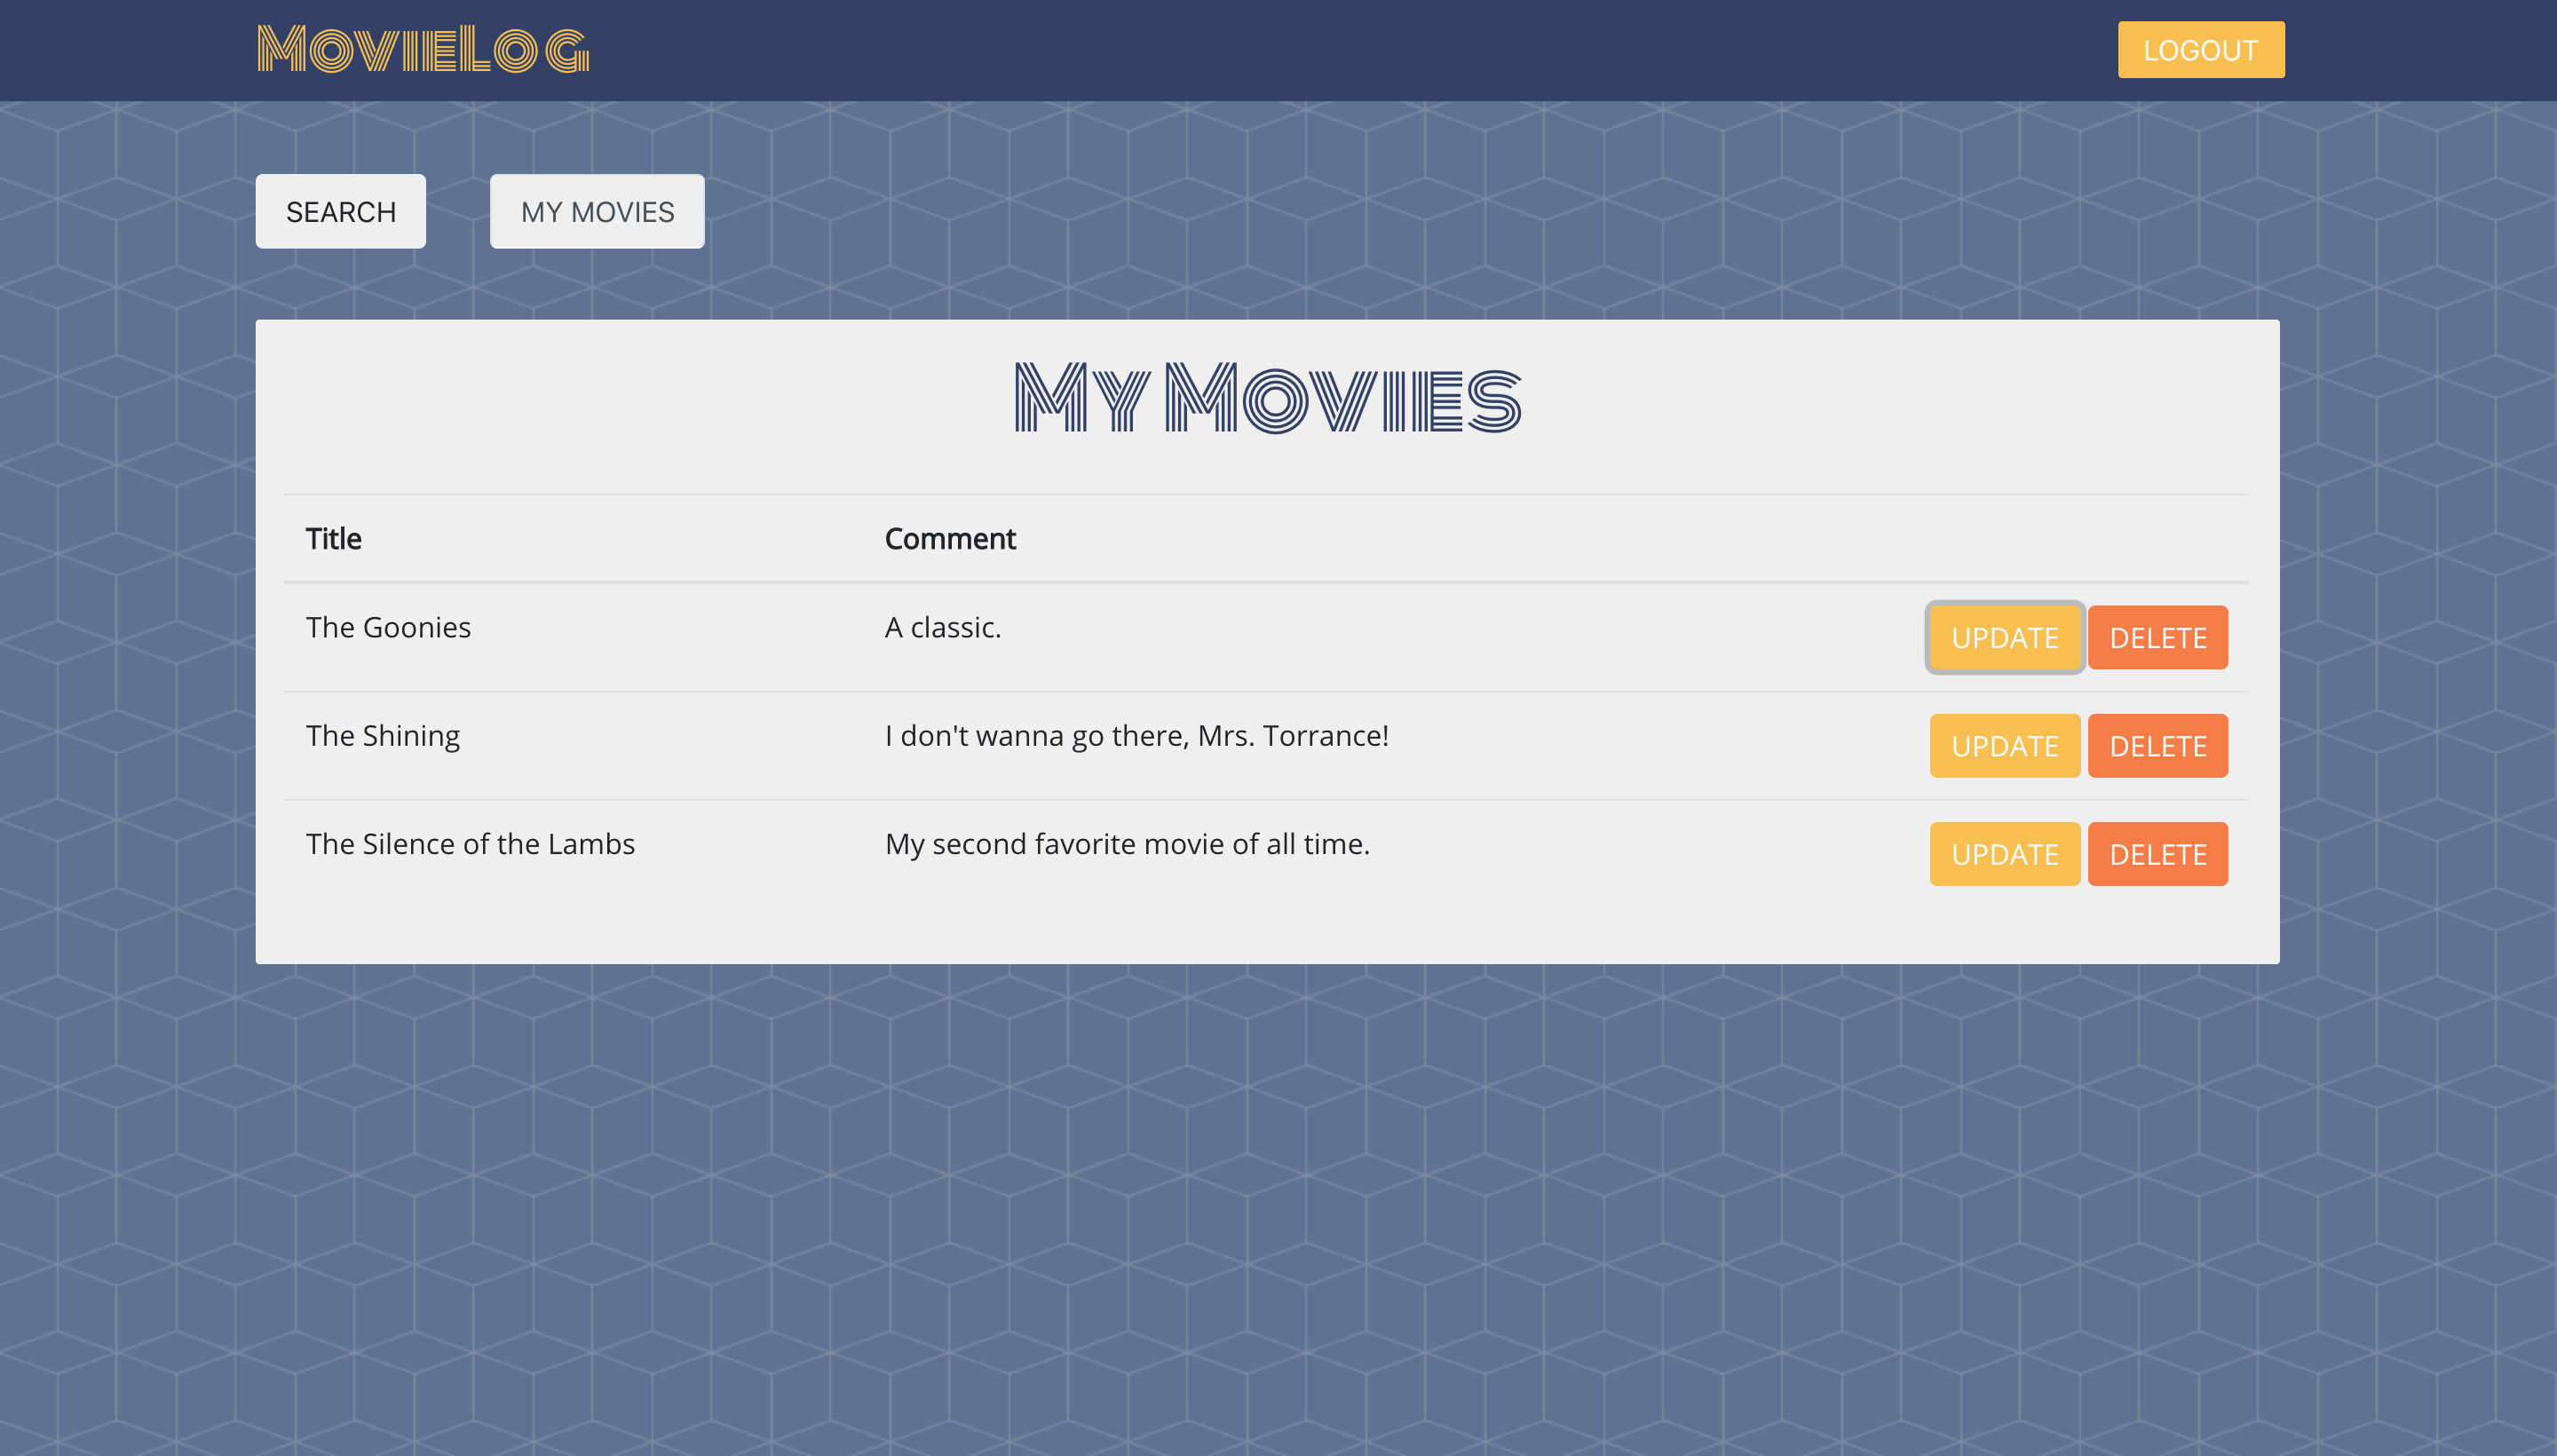 MovieLog
LOGOUT
SEARCH
MY MOVIES
My Movies
Title
Comment
The Goonies
A classic.
UPDATE
DELETE
The Shining
I don't wanna go there, Mrs. Torrance!
UPDATE
DELETE
The Silence of the Lambs
My second favorite movie of all time.
UPDATE
DELETE